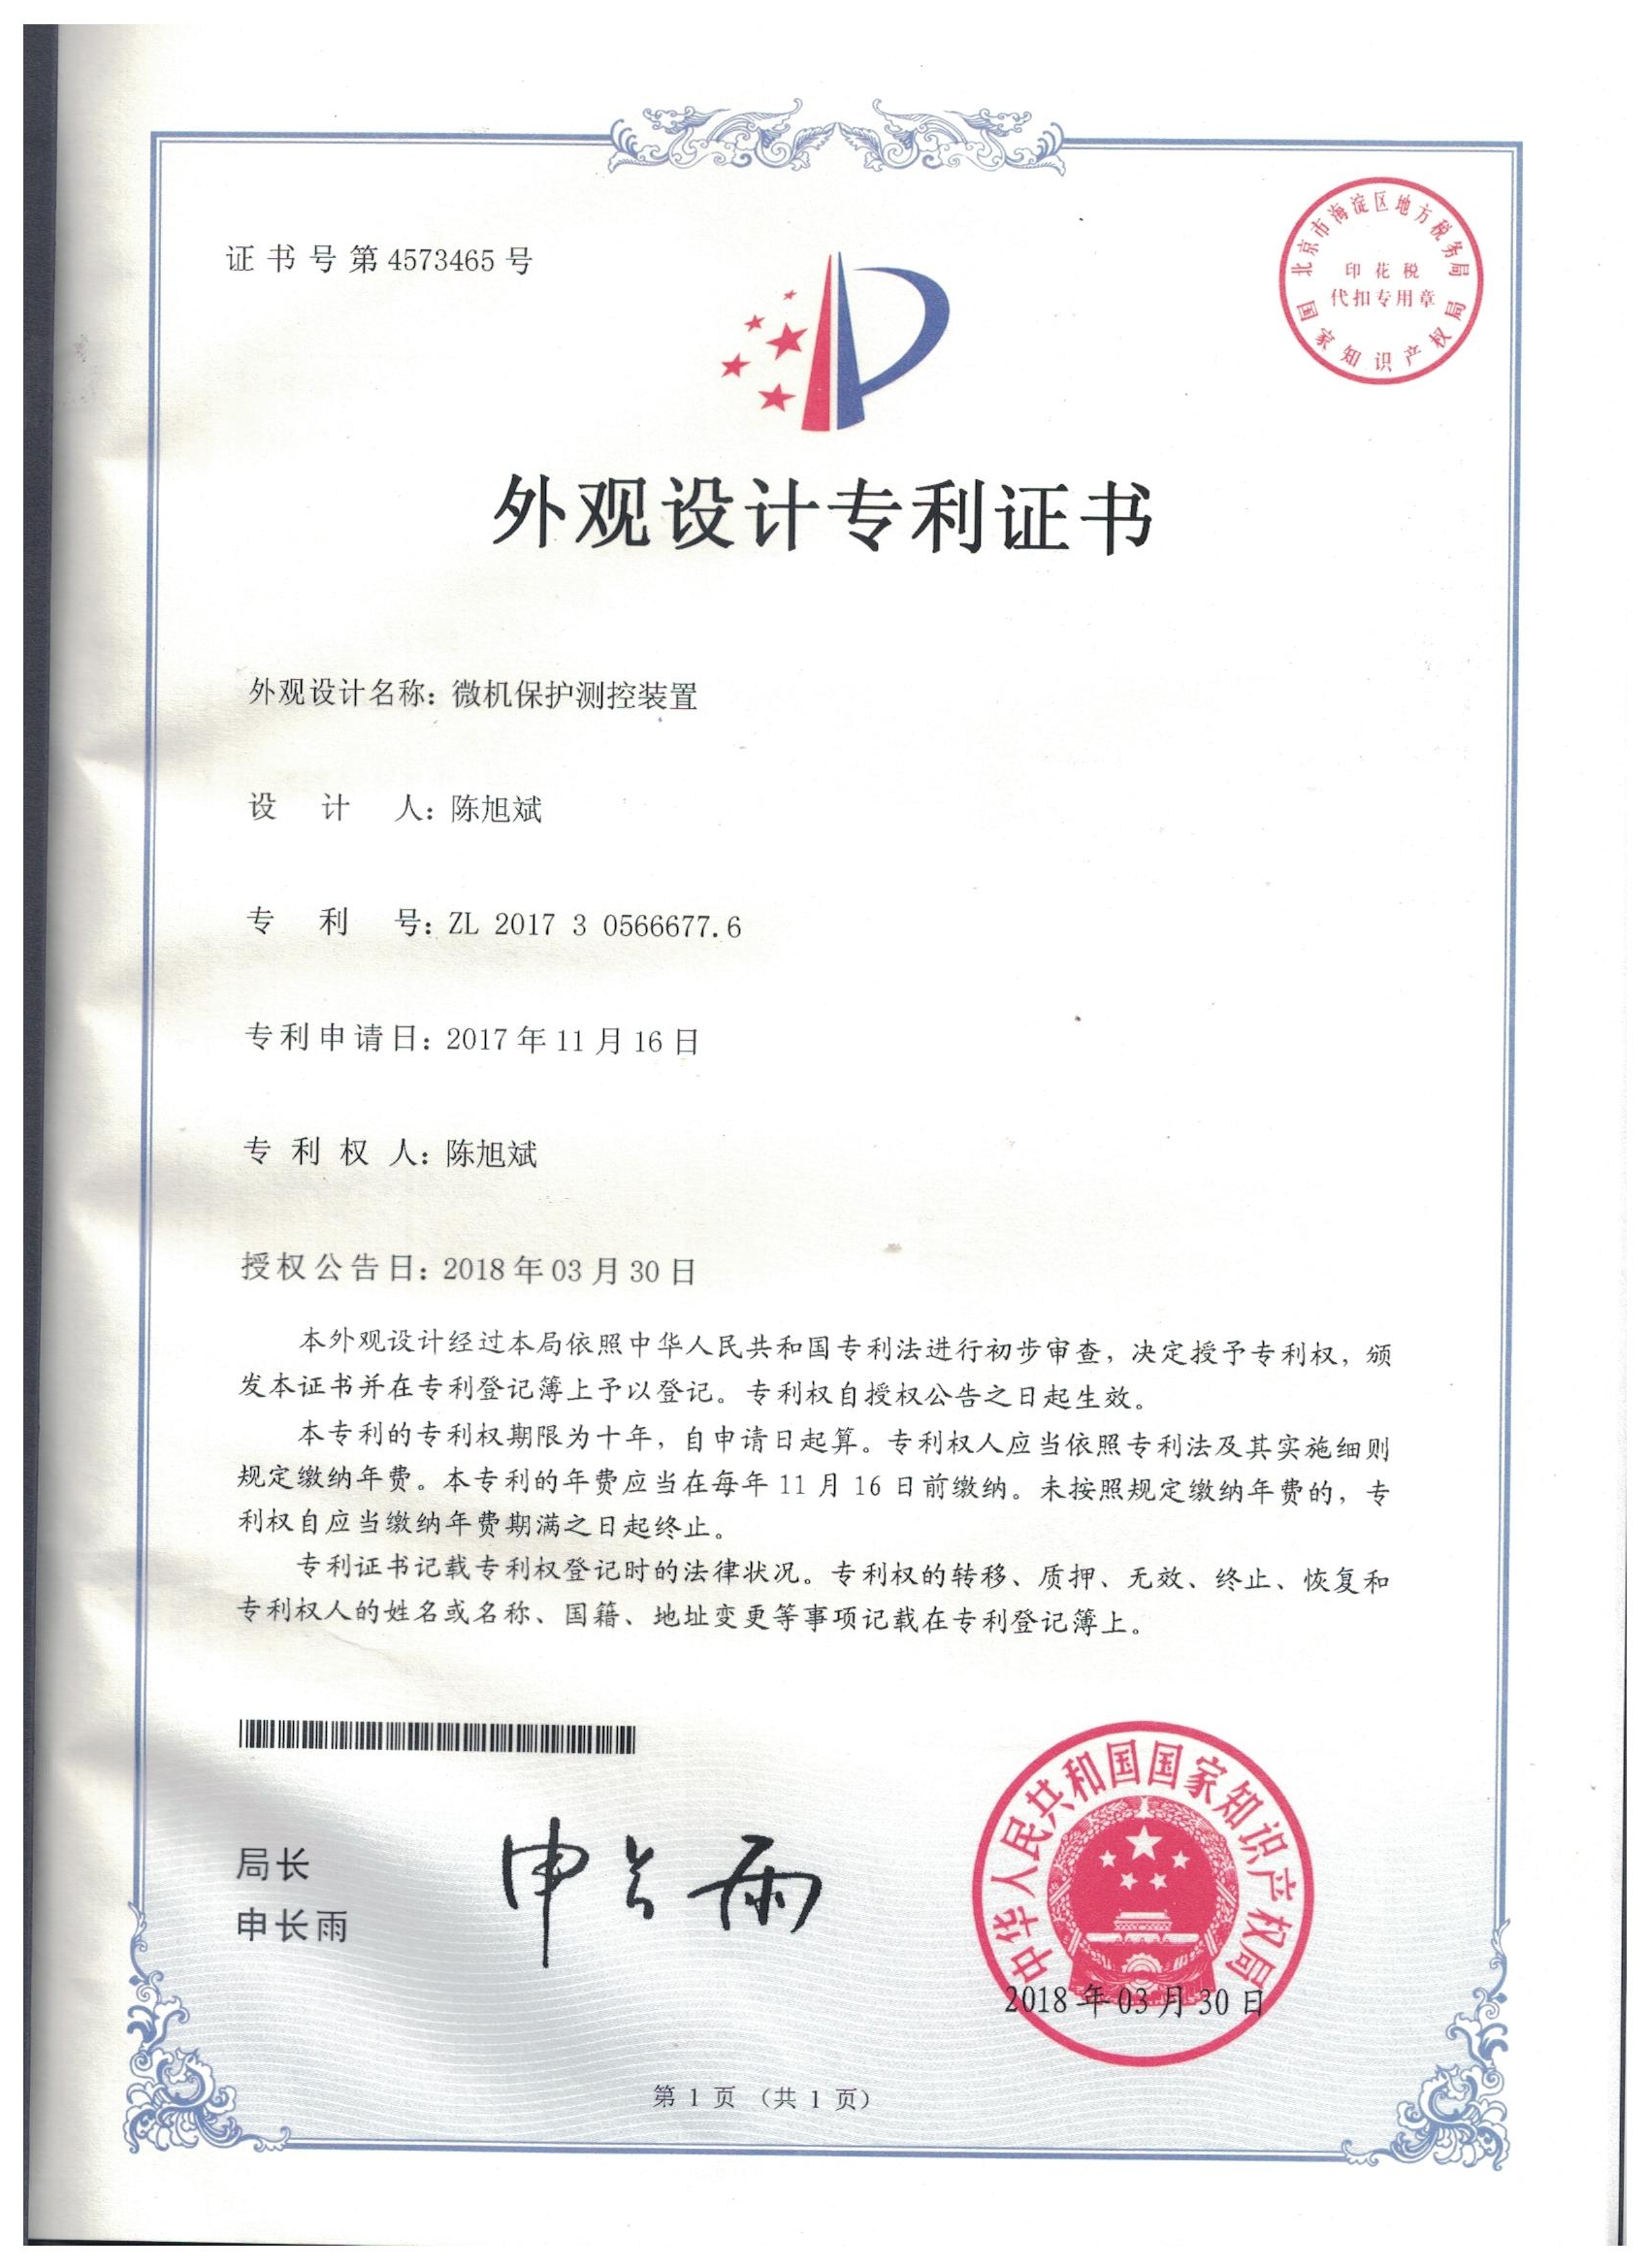 证书号第4573465号
北京市海淀区地方税务局
印花税
代扣专用章
国家知识产权局
外观设计专利证书
外观设计名称：微机保护测控装置
设计人：陈旭斌
专利号：ZL 2017 3 0566677.6
专利申请日：2017年11月16日
专利权人：陈旭斌
授权公告日：2018年03月30日
本外观设计经过本局依照中华人民共和国专利法进行初步审查，决定授予专利权，颁
发本证书并在专利登记簿上予以登记。专利权自授权公告之日起生效。
本专利的专利权期限为十年，自申请日起算。专利权人应当依照专利法及其实施细则
规定缴纳年费。本专利的年费应当在每年11月16日前缴纳。未按照规定缴纳年费的，专
利权自应当缴纳年费期满之日起终止。
专利证书记载专利权登记时的法律状况。专利权的转移、质押、无效、终止、恢复和
专利权人的姓名或名称、国籍、地址变更等事项记载在专利登记簿上。
局长
申长雨
申长雨
中华人民共和国国家知识产权局
2018年03月30日
第1页（共1页）